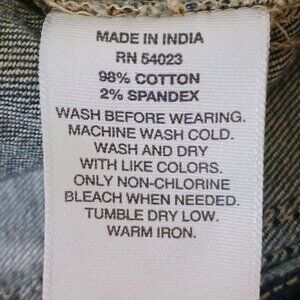 MADE IN INDIA
RN 54023
98% COTTON
2% SPANDEX
WASH BEFORE WEARING.
MACHINE WASH COLD.
WASH AND DRY
WITH LIKE COLORS.
ONLY NON-CHLORINE
BLEACH WHEN NEEDED.
TUMBLE DRY LOW.
WARM IRON.